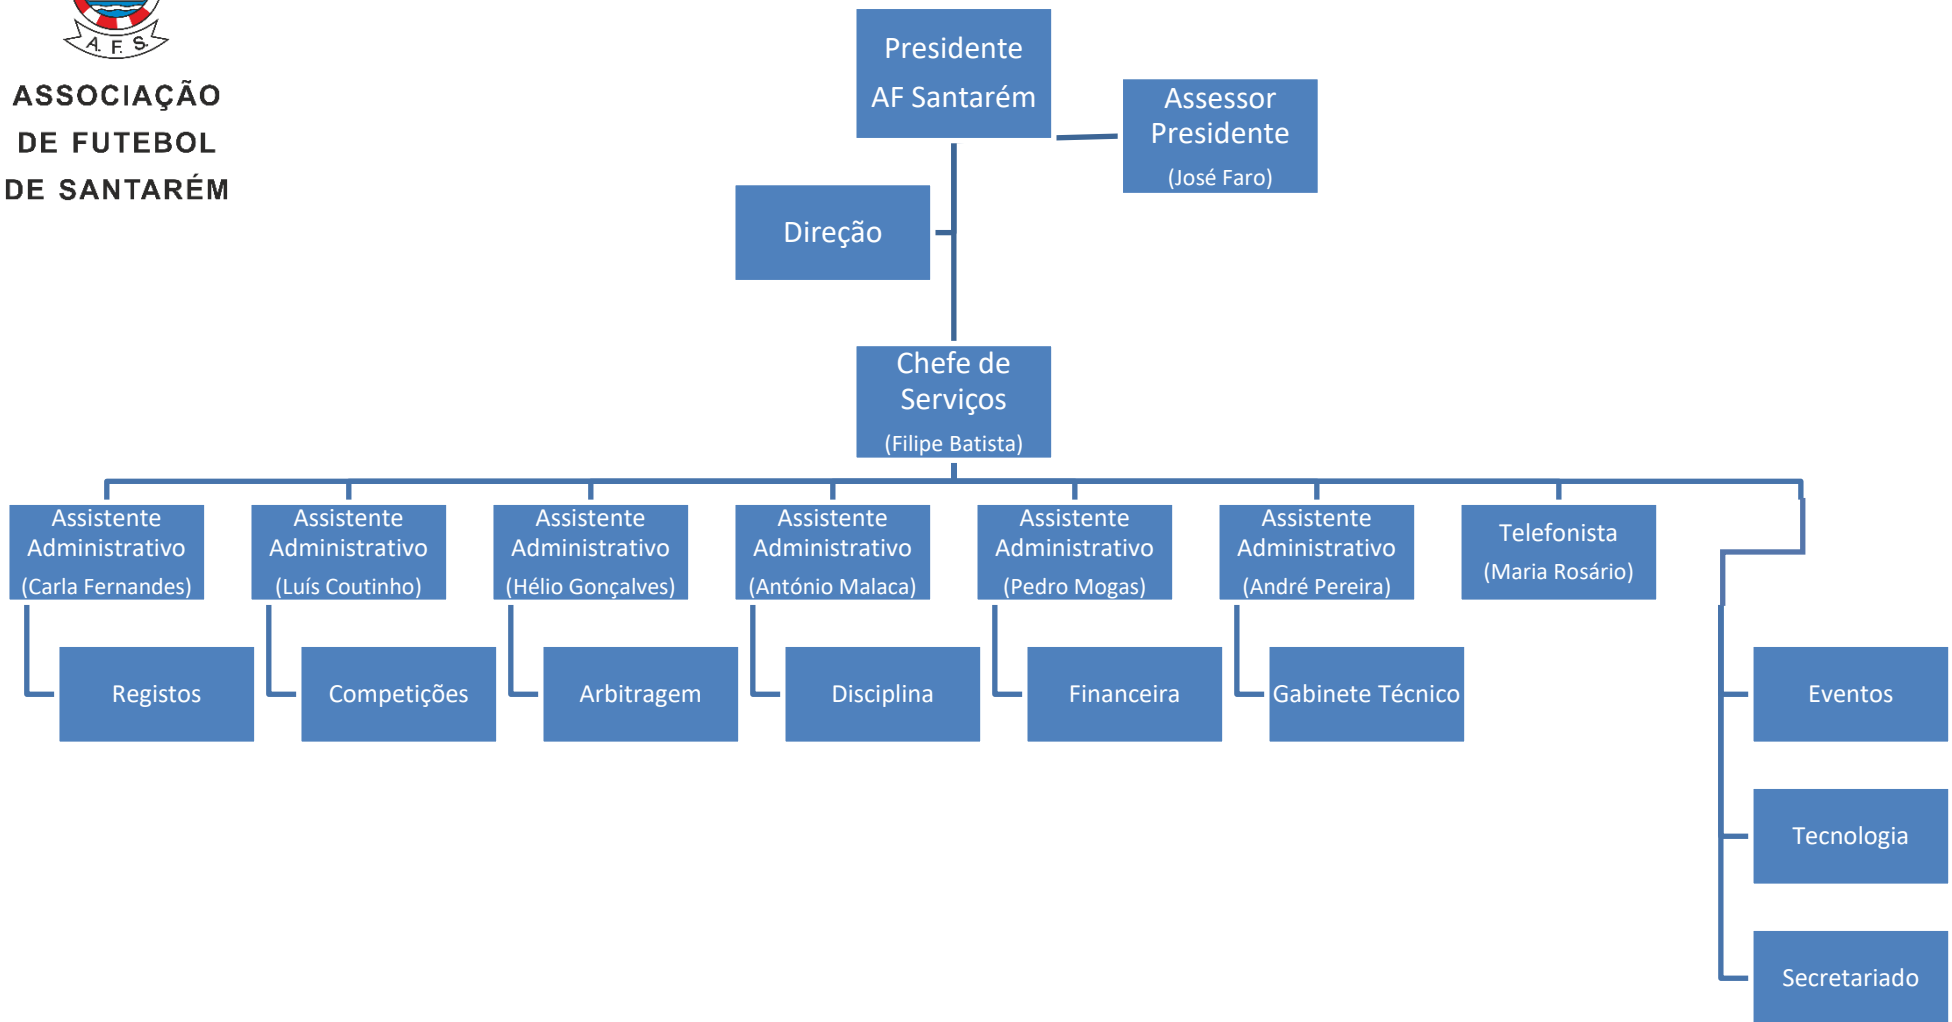 A. F. S.
ASSOCIAÇÃO
DE FUTEBOL
DE SANTARÉM
Presidente
AF Santarém
Assessor
Presidente
(José Faro)
Direção
Chefe de
Serviços
(Filipe Batista)
Assistente
Administrativo
(Carla Fernandes)
Assistente
Administrativo
(Luís Coutinho)
Assistente
Administrativo
(Hélio Gonçalves)
Assistente
Administrativo
(António Malaca)
Assistente
Administrativo
(Pedro Mogas)
Assistente
Administrativo
(André Pereira)
Telefonista
(Maria Rosário)
Registos
Competições
Arbitragem
Disciplina
Financeira
Gabinete Técnico
Eventos
Tecnologia
Secretariado